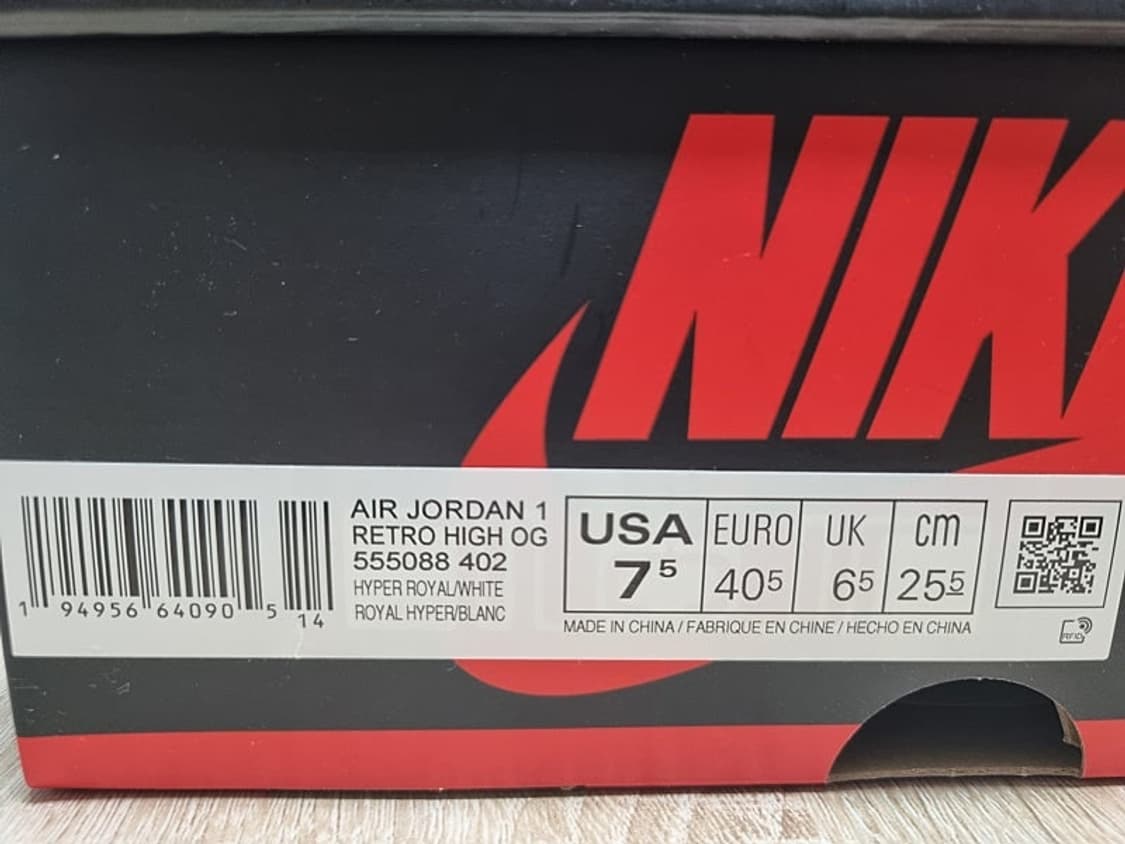 NIK
AIR JORDAN 1
RETRO HIGH OG
555088 402
HYPER ROYAL/WHITE
ROYAL HYPER/BLANC
1 94956 64090 5 14
USA EURO UK cm
7⁵ 40⁵ 6⁵ 25⁵
MADE IN CHINA / FABRIQUE EN CHINE / HECHO EN CHINA
RFID